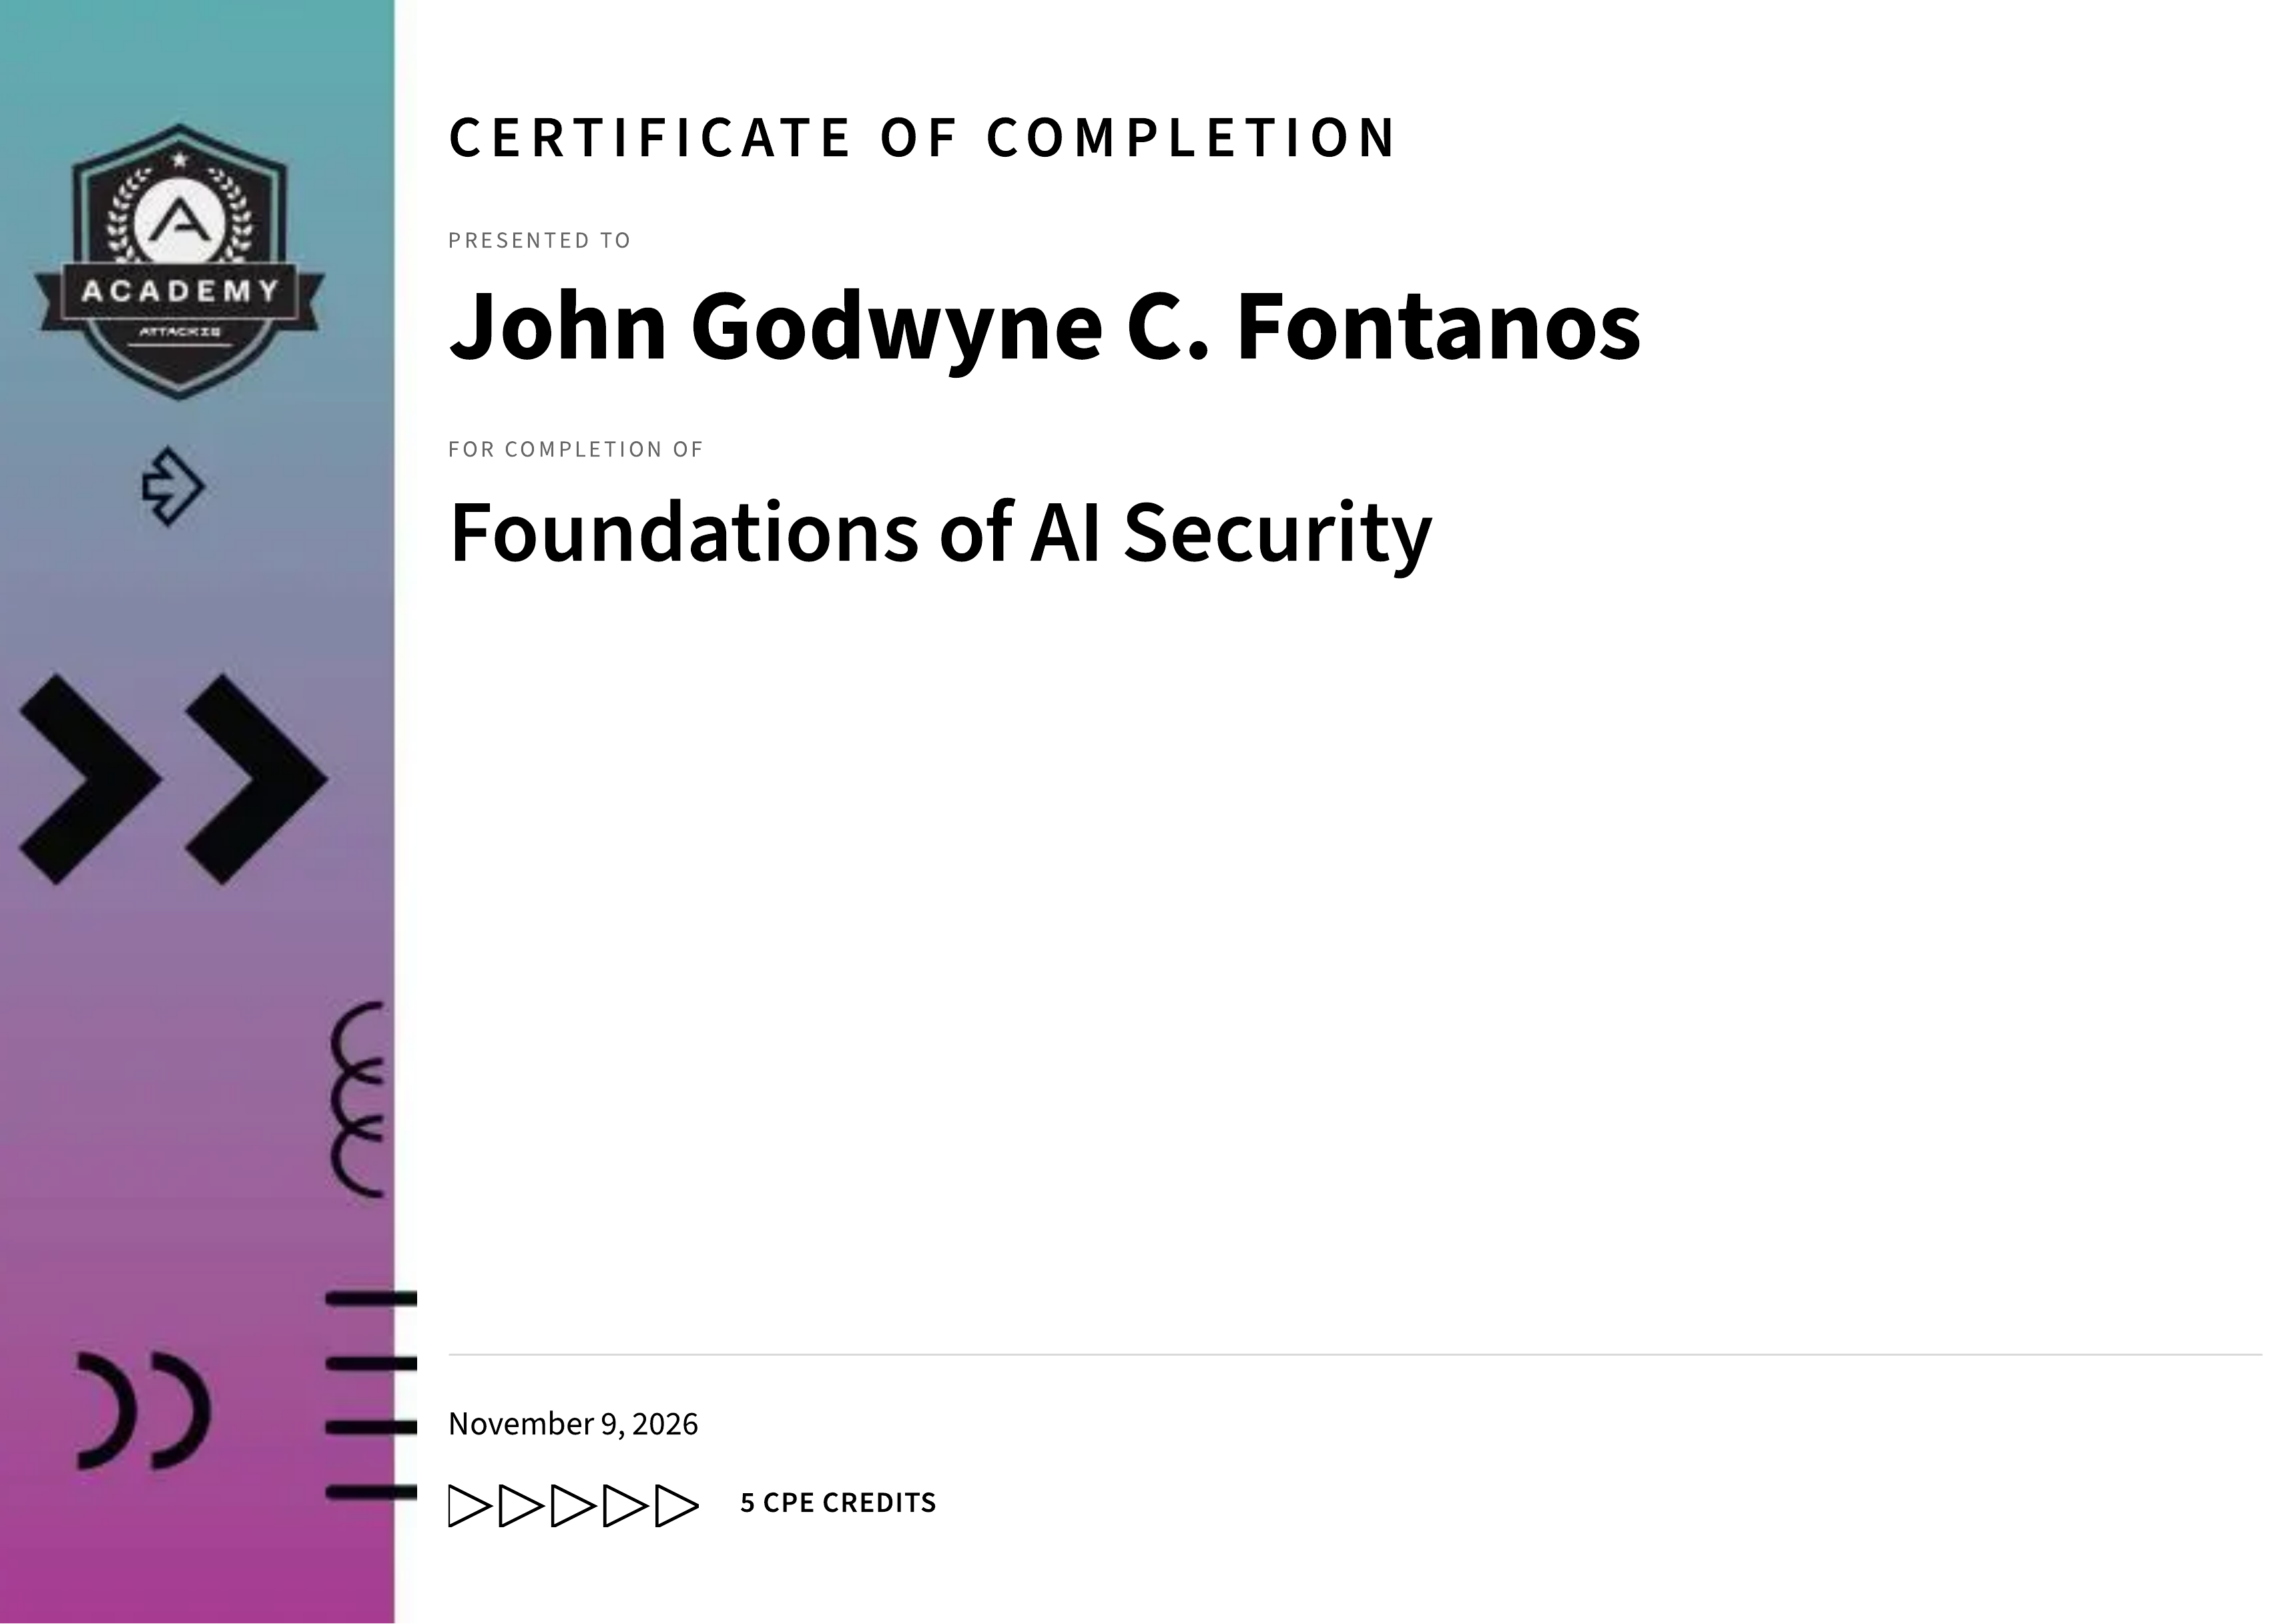 ACADEMY
ATTACKIQ
CERTIFICATE OF COMPLETION
PRESENTED TO
John Godwyne C. Fontanos
FOR COMPLETION OF
Foundations of AI Security
November 9, 2026
5 CPE CREDITS